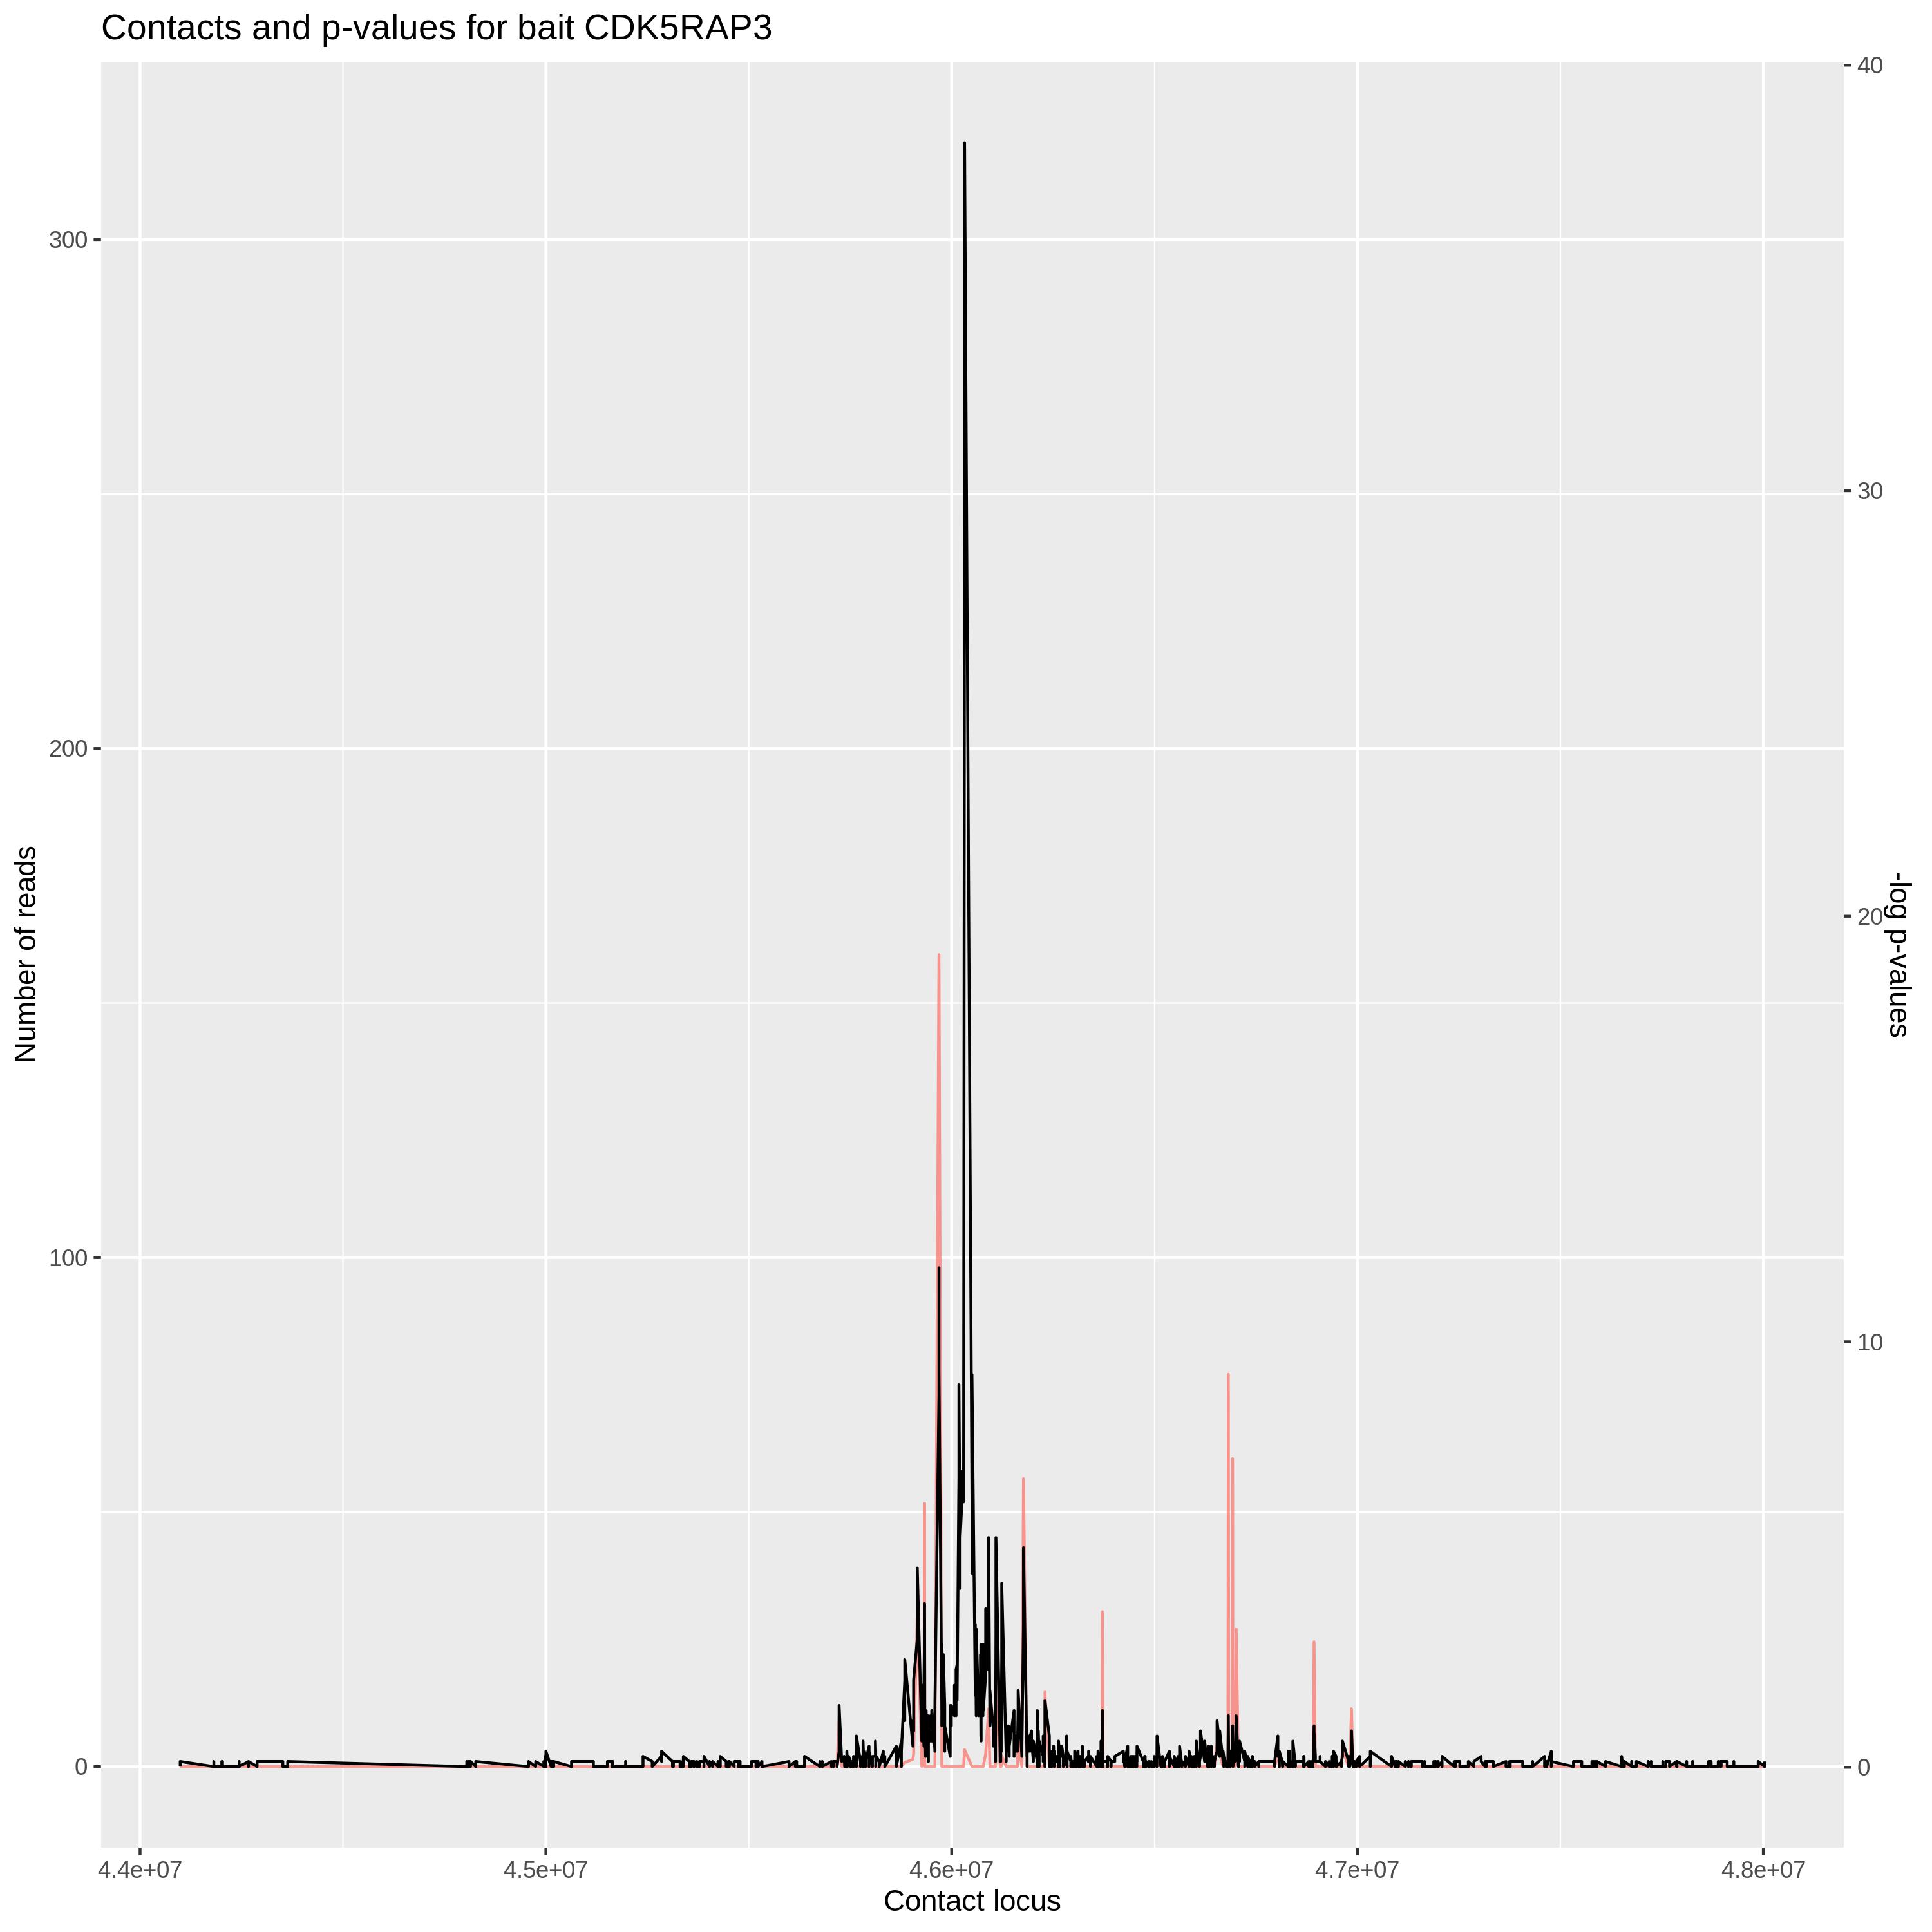 Contacts and p-values for bait CDK5RAP3
Number of reads
300
200
100
0
40
30
20
10
0
-log p-values
4.4e+07
4.5e+07
4.6e+07
4.7e+07
4.8e+07
Contact locus